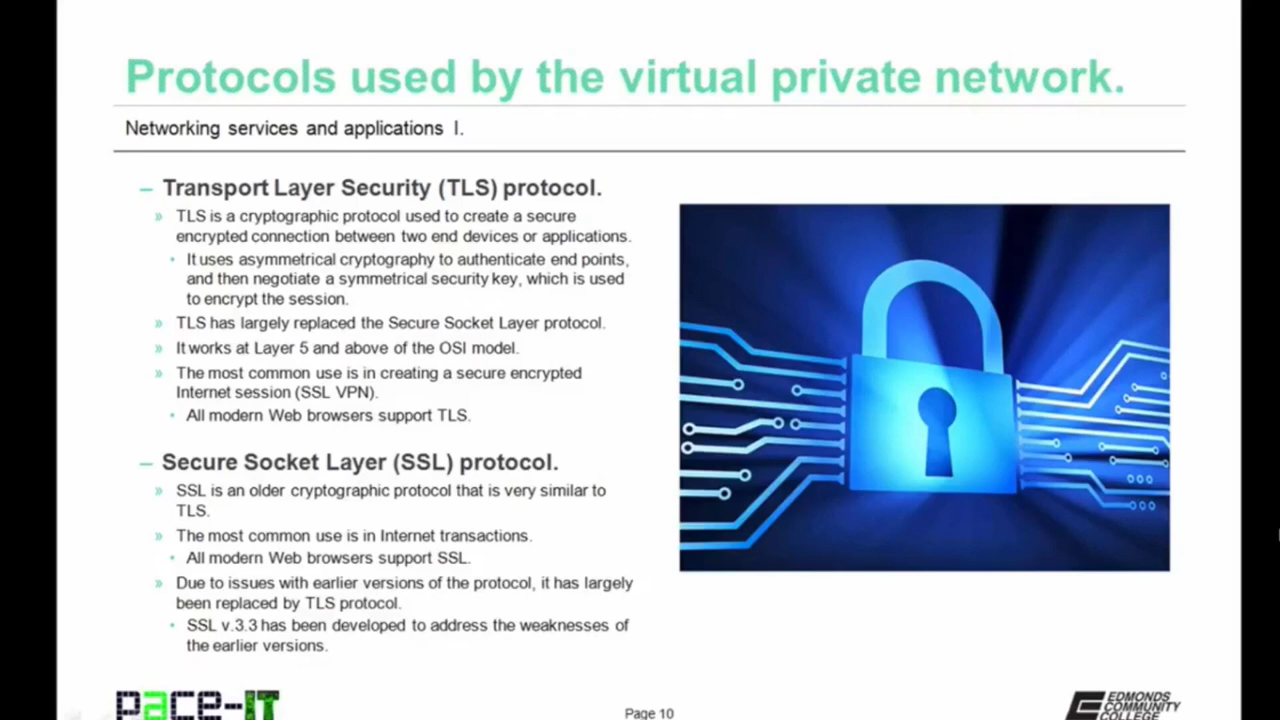 Protocols used by the virtual private network.
Networking services and applications I.
– Transport Layer Security (TLS) protocol.
» TLS is a cryptographic protocol used to create a secure
encrypted connection between two end devices or applications.
• It uses asymmetrical cryptography to authenticate end points,
and then negotiate a symmetrical security key, which is used
to encrypt the session.
» TLS has largely replaced the Secure Socket Layer protocol.
» It works at Layer 5 and above of the OSI model.
» The most common use is in creating a secure encrypted
Internet session (SSL VPN).
• All modern Web browsers support TLS.
– Secure Socket Layer (SSL) protocol.
» SSL is an older cryptographic protocol that is very similar to
TLS.
» The most common use is in Internet transactions.
• All modern Web browsers support SSL.
» Due to issues with earlier versions of the protocol, it has largely
been replaced by TLS protocol.
• SSL v.3.3 has been developed to address the weaknesses of
the earlier versions.
pace-IT
Page 10
EDMONDS
COMMUNITY
COLLEGE